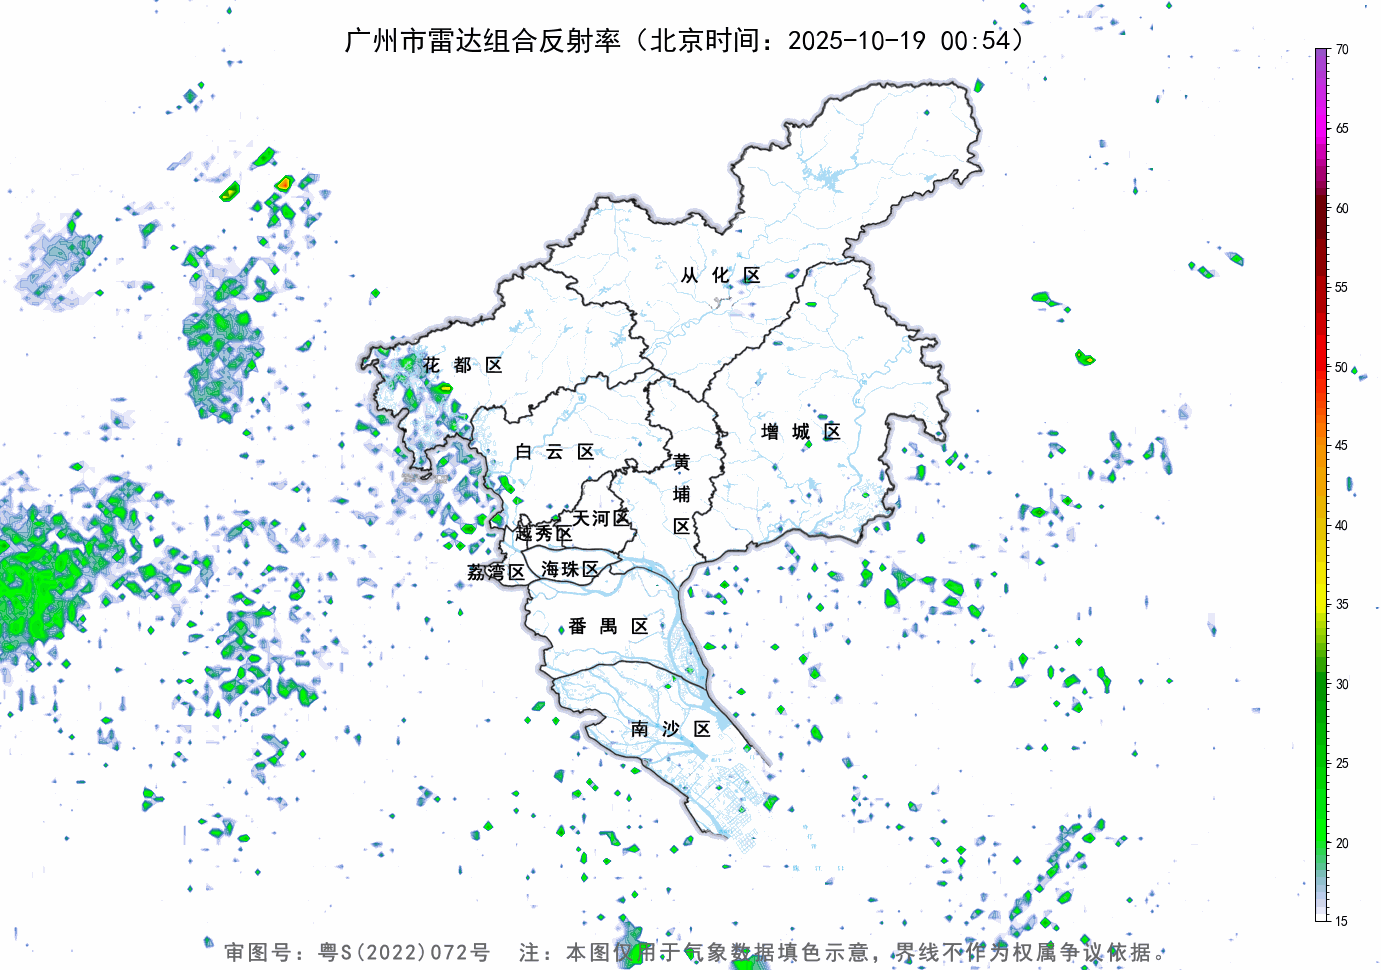 广州市雷达组合反射率（北京时间：2025-10-19 00:54）
70
65
60
55
50
45
40
35
30
25
20
15
从化区
花都区
增城区
白云区
黄埔区
天河区
越秀区
荔湾区
海珠区
番禺区
南沙区
审图号：粤S(2022)072号 注：本图仅用于气象数据填色示意，界线不作为权属争议依据。